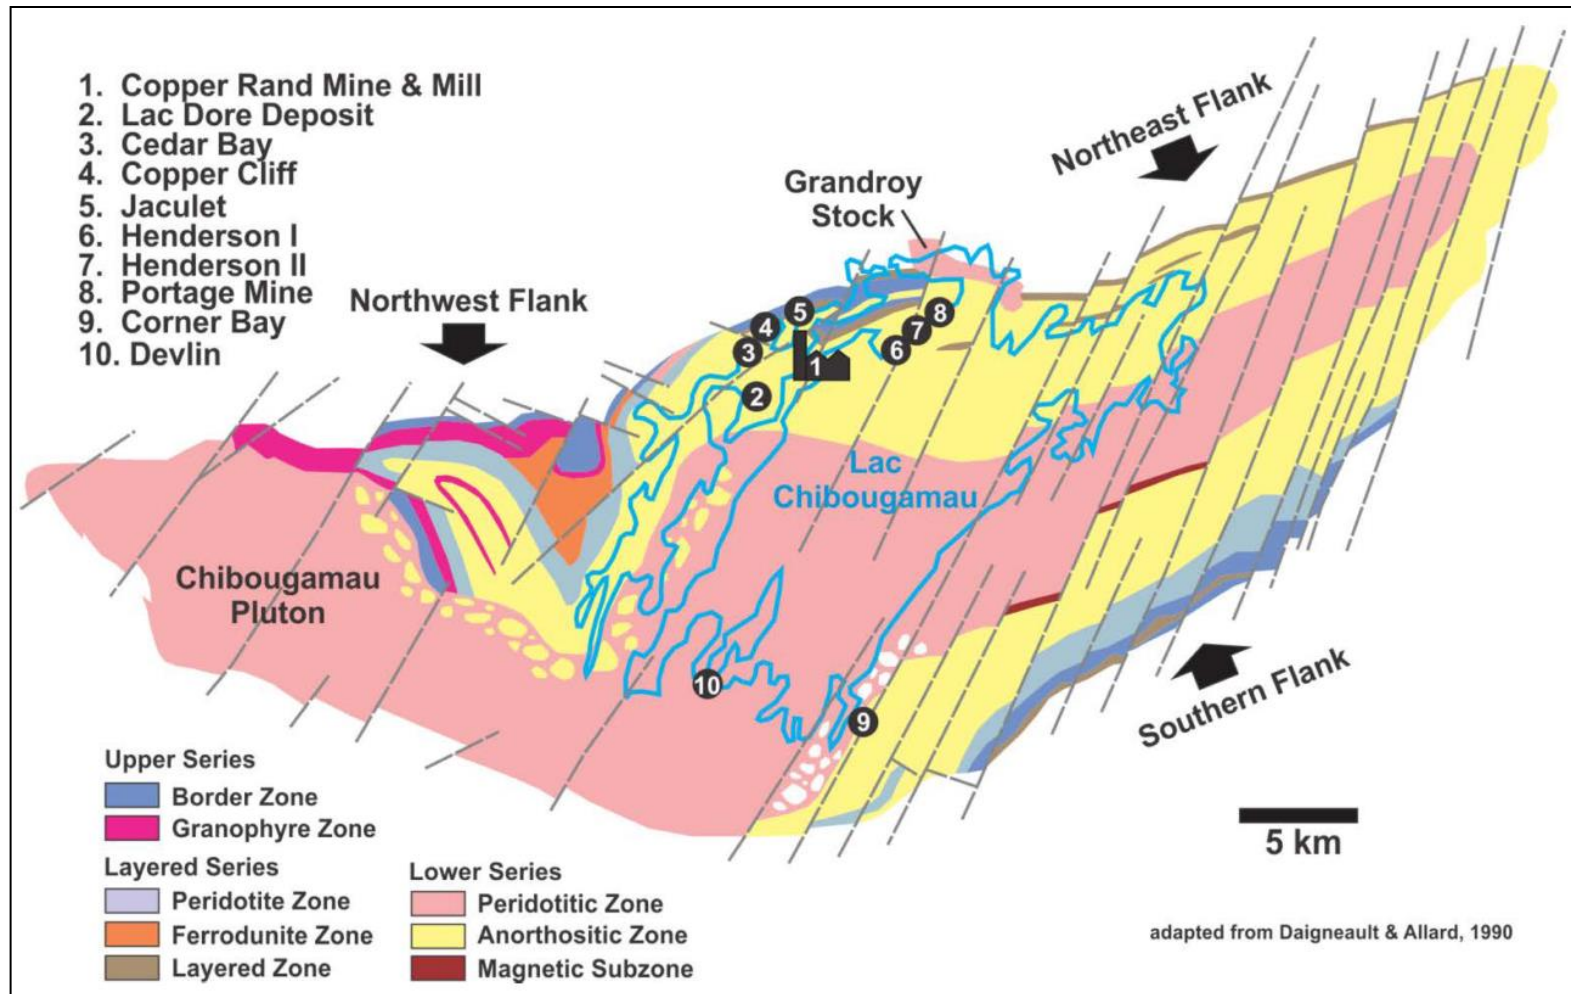 1. Copper Rand Mine & Mill
2. Lac Dore Deposit
3. Cedar Bay
4. Copper Cliff
5. Jaculet
6. Henderson I
7. Henderson II
8. Portage Mine
9. Corner Bay
10. Devlin
Northwest Flank
Grandroy
Stock
Northeast Flank
5
4
3
8
7
6
1
2
Lac
Chibougamau
Chibougamau
Pluton
10
9
Southern Flank
Upper Series
Border Zone
Granophyre Zone
Layered Series
Peridotite Zone
Ferrodunite Zone
Layered Zone
Lower Series
Peridotitic Zone
Anorthositic Zone
Magnetic Subzone
5 km
adapted from Daigneault & Allard, 1990